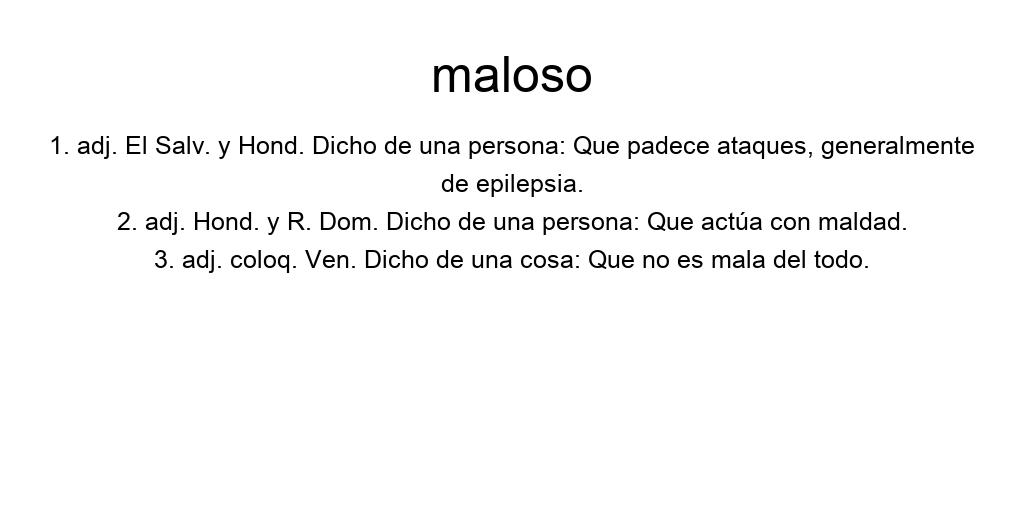 maloso
1. adj. El Salv. y Hond. Dicho de una persona: Que padece ataques, generalmente
de epilepsia.
2. adj. Hond. y R. Dom. Dicho de una persona: Que actúa con maldad.
3. adj. coloq. Ven. Dicho de una cosa: Que no es mala del todo.